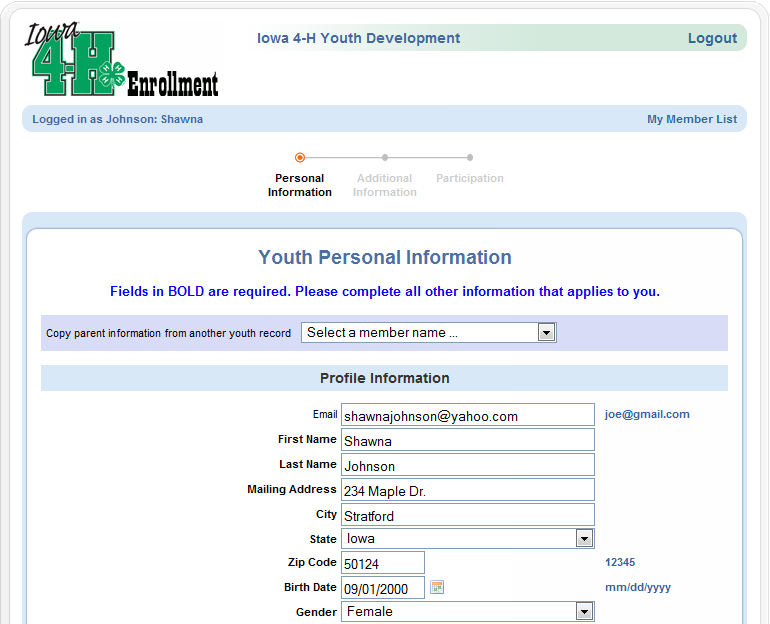 Iowa
4-H
Enrollment
Iowa 4-H Youth Development
Logout
Logged in as Johnson: Shawna
My Member List
Personal Information
Additional Information
Participation
Youth Personal Information
Fields in BOLD are required. Please complete all other information that applies to you.
Copy parent information from another youth record Select a member name ...
Profile Information
Email shawnajohnson@yahoo.com joe@gmail.com
First Name Shawna
Last Name Johnson
Mailing Address 234 Maple Dr.
City Stratford
State Iowa
Zip Code 50124 12345
Birth Date 09/01/2000 mm/dd/yyyy
Gender Female